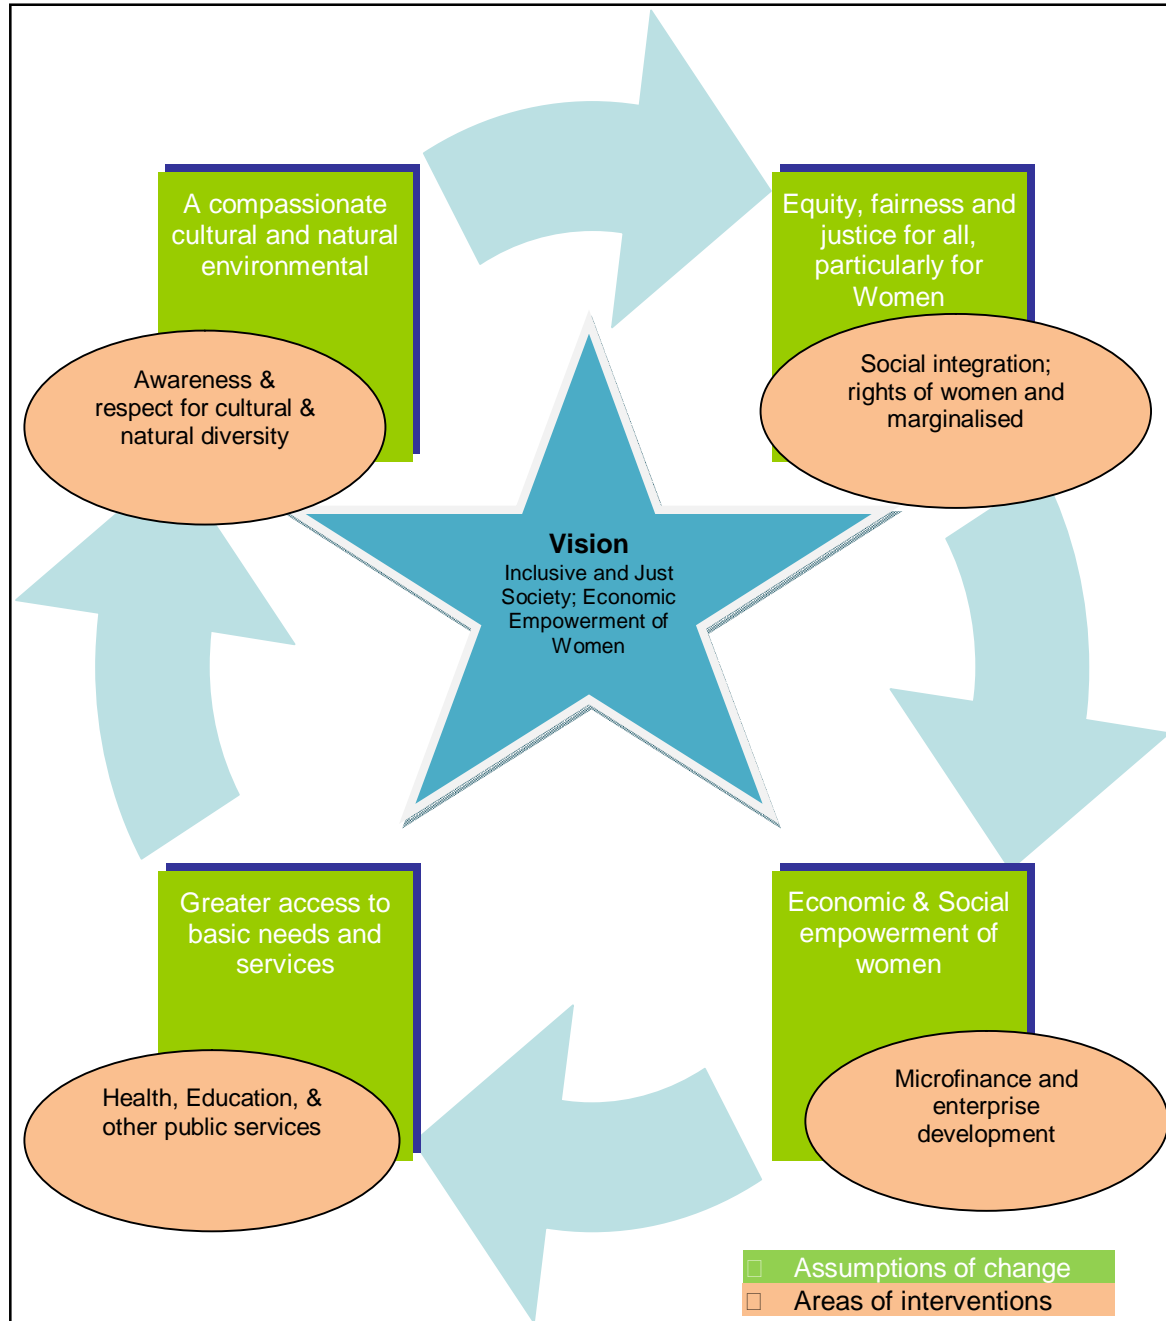 A compassionate
cultural and natural
environmental
Awareness &
respect for cultural &
natural diversity
Equity, fairness and
justice for all,
particularly for
Women
Social integration;
rights of women and
marginalised
Vision
Inclusive and Just
Society; Economic
Empowerment of
Women
Greater access to
basic needs and
services
Health, Education, &
other public services
Economic & Social
empowerment of
women
Microfinance and
enterprise
development
Assumptions of change
Areas of interventions